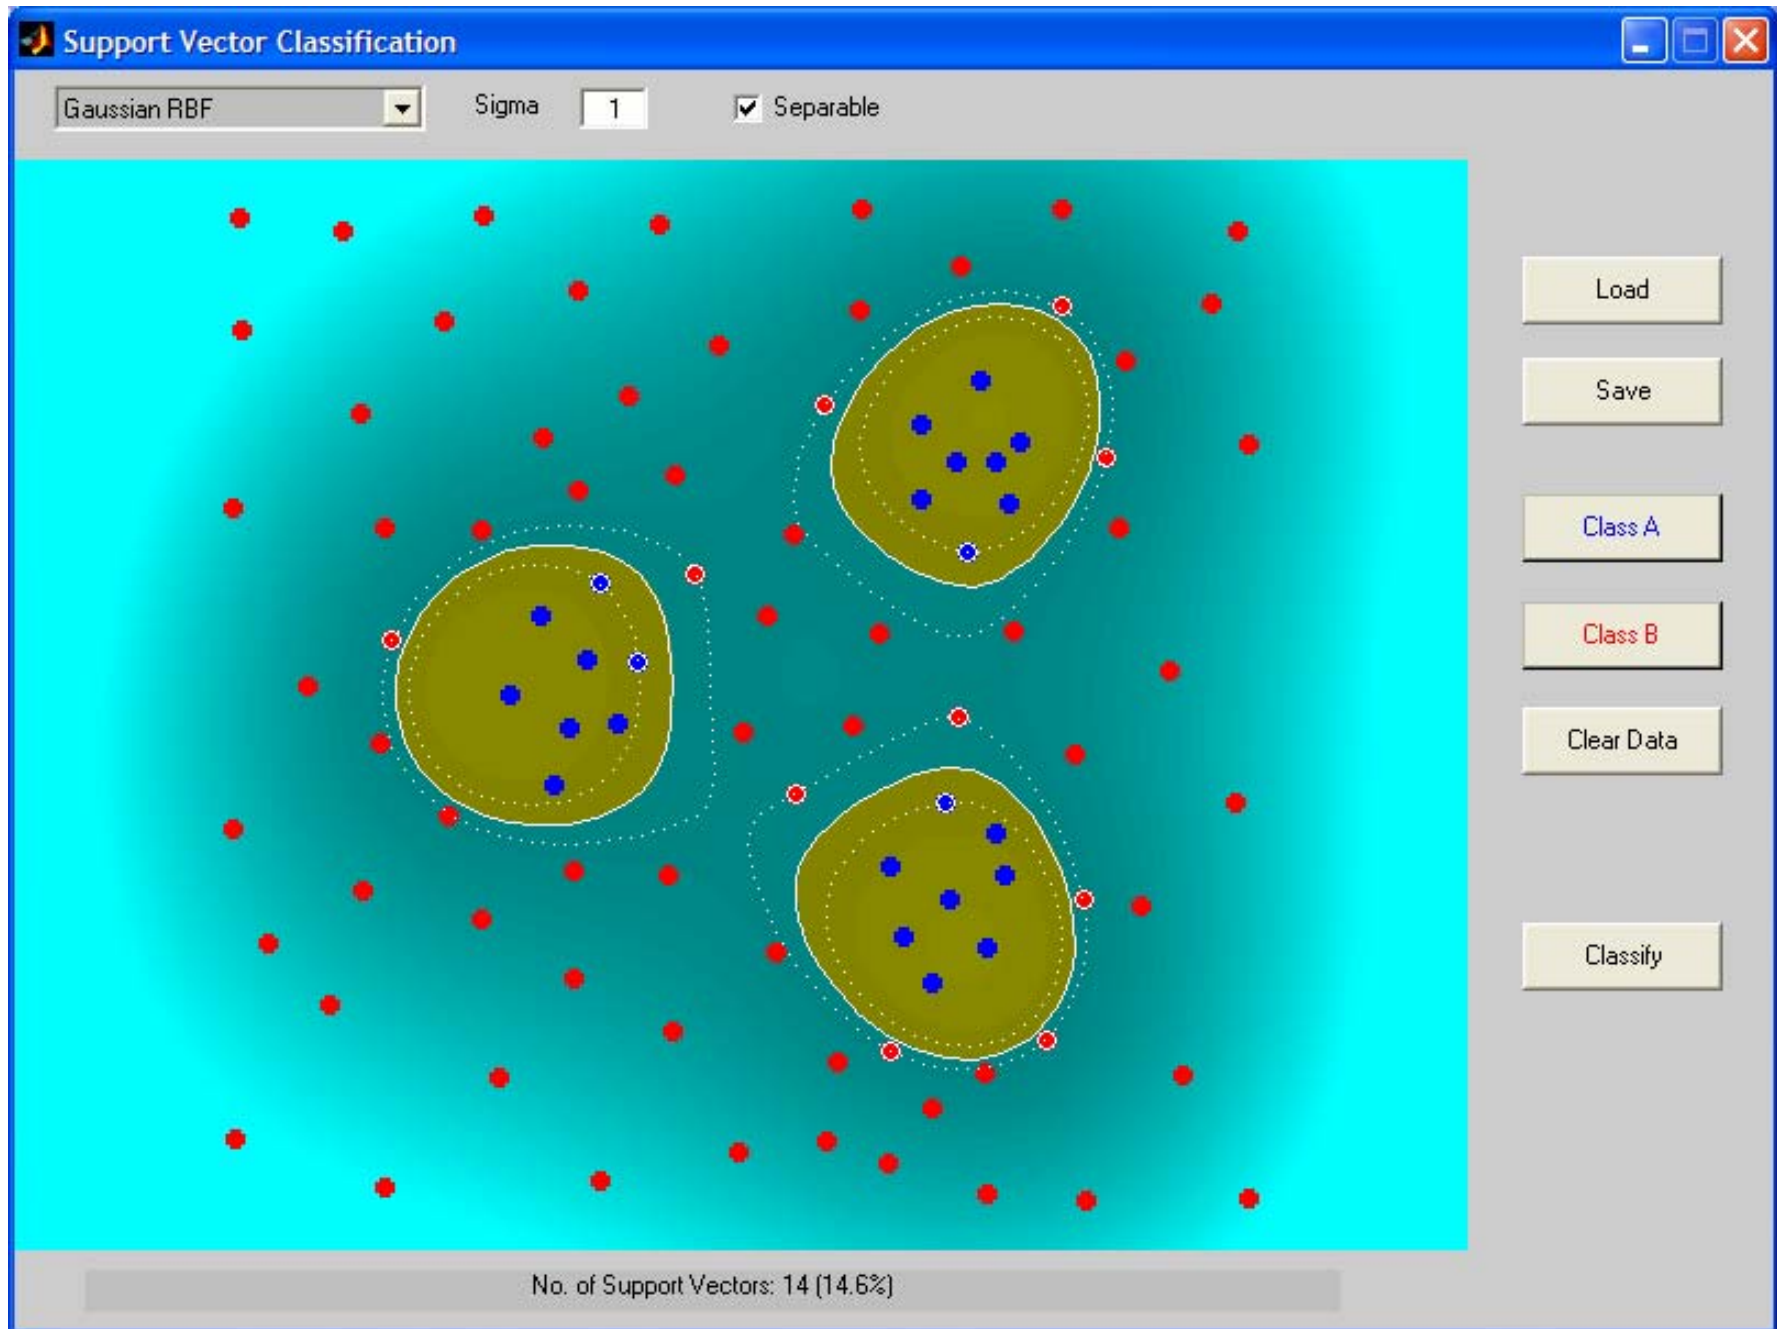 Support Vector Classification
Gaussian RBF Sigma 1 Separable
Load
Save
Class A
Class B
Clear Data
Classify
No. of Support Vectors: 14 (14.6%)